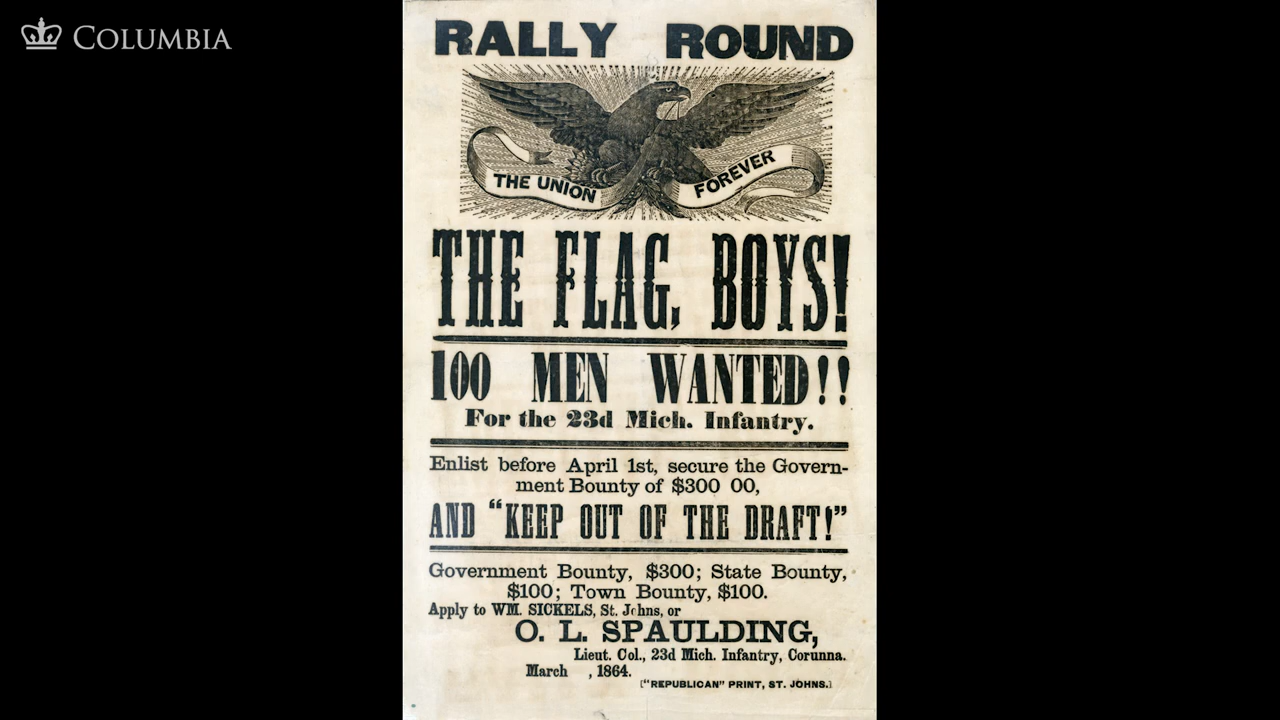 COLUMBIA
RALLY ROUND
THE UNION FOREVER
THE FLAG, BOYS!
100 MEN WANTED!!
For the 23d Mich. Infantry.
Enlist before April 1st, secure the Govern-
ment Bounty of $300 00,
AND "KEEP OUT OF THE DRAFT!"
Government Bounty, $300; State Bounty,
$100; Town Bounty, $100.
Apply to WM. SICKELS, St. Johns, or
O. L. SPAULDING,
Lieut. Col., 23d Mich. Infantry, Corunna.
March , 1864.
["REPUBLICAN" PRINT, ST. JOHNS.]